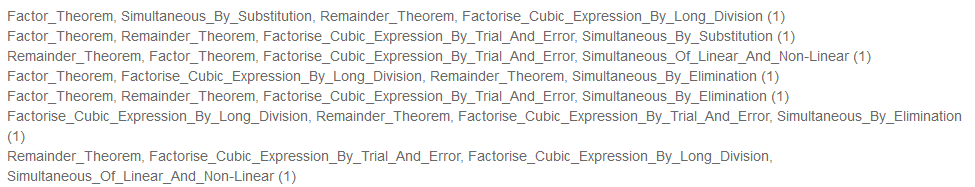 Factor_Theorem, Simultaneous_By_Substitution, Remainder_Theorem, Factorise_Cubic_Expression_By_Long_Division (1)
Factor_Theorem, Remainder_Theorem, Factorise_Cubic_Expression_By_Trial_And_Error, Simultaneous_By_Substitution (1)
Remainder_Theorem, Factor_Theorem, Factorise_Cubic_Expression_By_Trial_And_Error, Simultaneous_Of_Linear_And_Non-Linear (1)
Factor_Theorem, Factorise_Cubic_Expression_By_Long_Division, Remainder_Theorem, Simultaneous_By_Elimination (1)
Factor_Theorem, Remainder_Theorem, Factorise_Cubic_Expression_By_Trial_And_Error, Simultaneous_By_Elimination (1)
Factorise_Cubic_Expression_By_Long_Division, Remainder_Theorem, Factorise_Cubic_Expression_By_Trial_And_Error, Simultaneous_By_Elimination
(1)
Remainder_Theorem, Factorise_Cubic_Expression_By_Trial_And_Error, Factorise_Cubic_Expression_By_Long_Division,
Simultaneous_Of_Linear_And_Non-Linear (1)